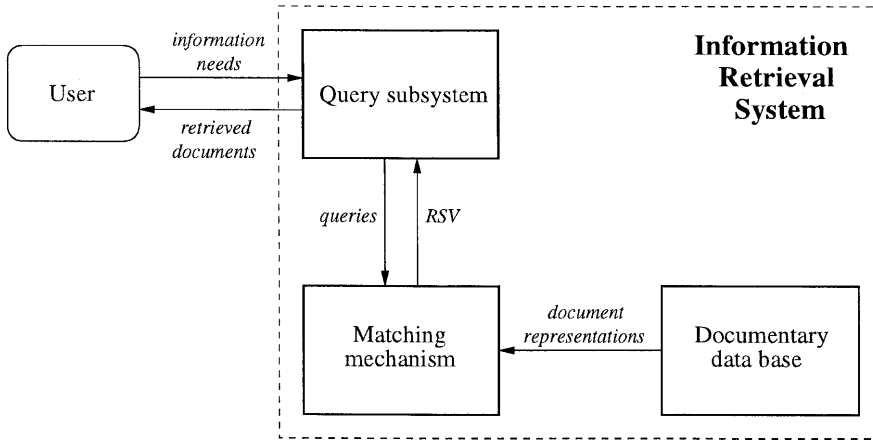 information
needs
User
retrieved
documents
Query subsystem
Information
Retrieval
System
queries
RSV
Matching
mechanism
document
representations
Documentary
data base